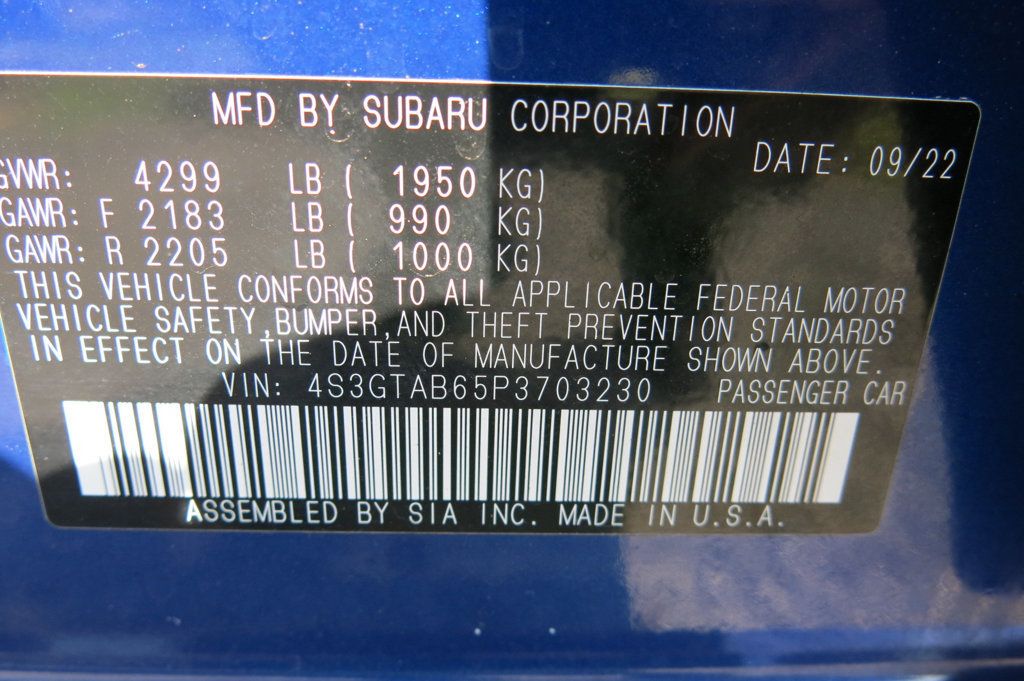 MFD BY SUBARU CORPORATION
DATE: 09/22
GVWR: 4299 LB ( 1950 KG)
GAWR: F 2183 LB ( 990 KG)
GAWR: R 2205 LB ( 1000 KG)
THIS VEHICLE CONFORMS TO ALL APPLICABLE FEDERAL MOTOR
VEHICLE SAFETY,BUMPER,AND THEFT PREVENTION STANDARDS
IN EFFECT ON THE DATE OF MANUFACTURE SHOWN ABOVE.
VIN: 4S3GTAB65P3703230 PASSENGER CAR
ASSEMBLED BY SIA INC. MADE IN U.S.A.